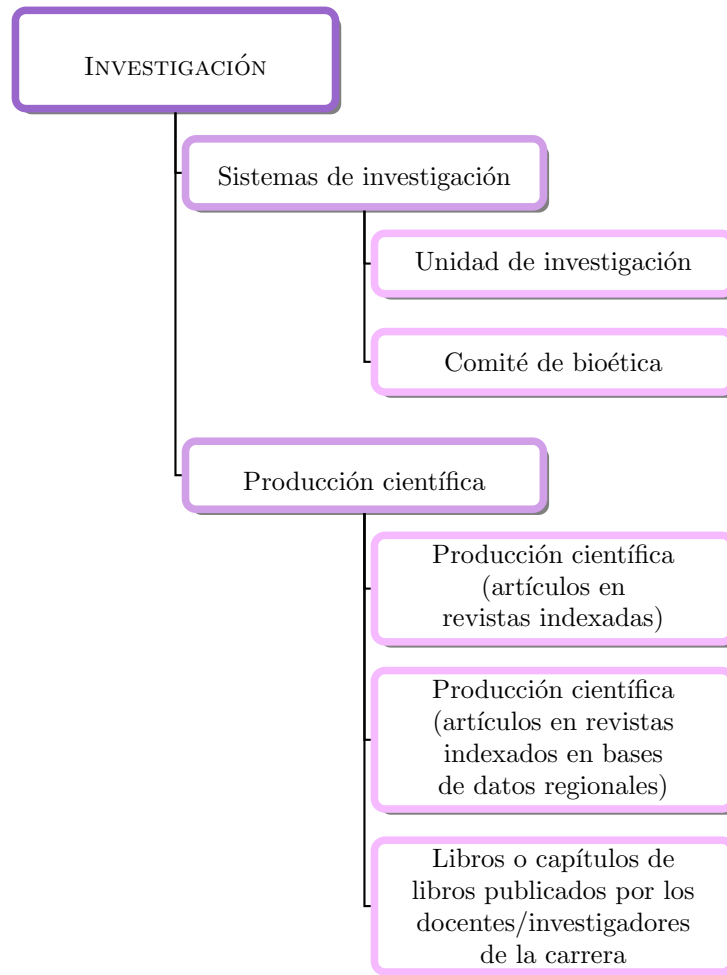 INVESTIGACIÓN
Sistemas de investigación
Unidad de investigación
Comité de bioética
Producción científica
Producción científica
(artículos en
revistas indexadas)
Producción científica
(artículos en revistas
indexados en bases
de datos regionales)
Libros o capítulos de
libros publicados por los
docentes/investigadores
de la carrera